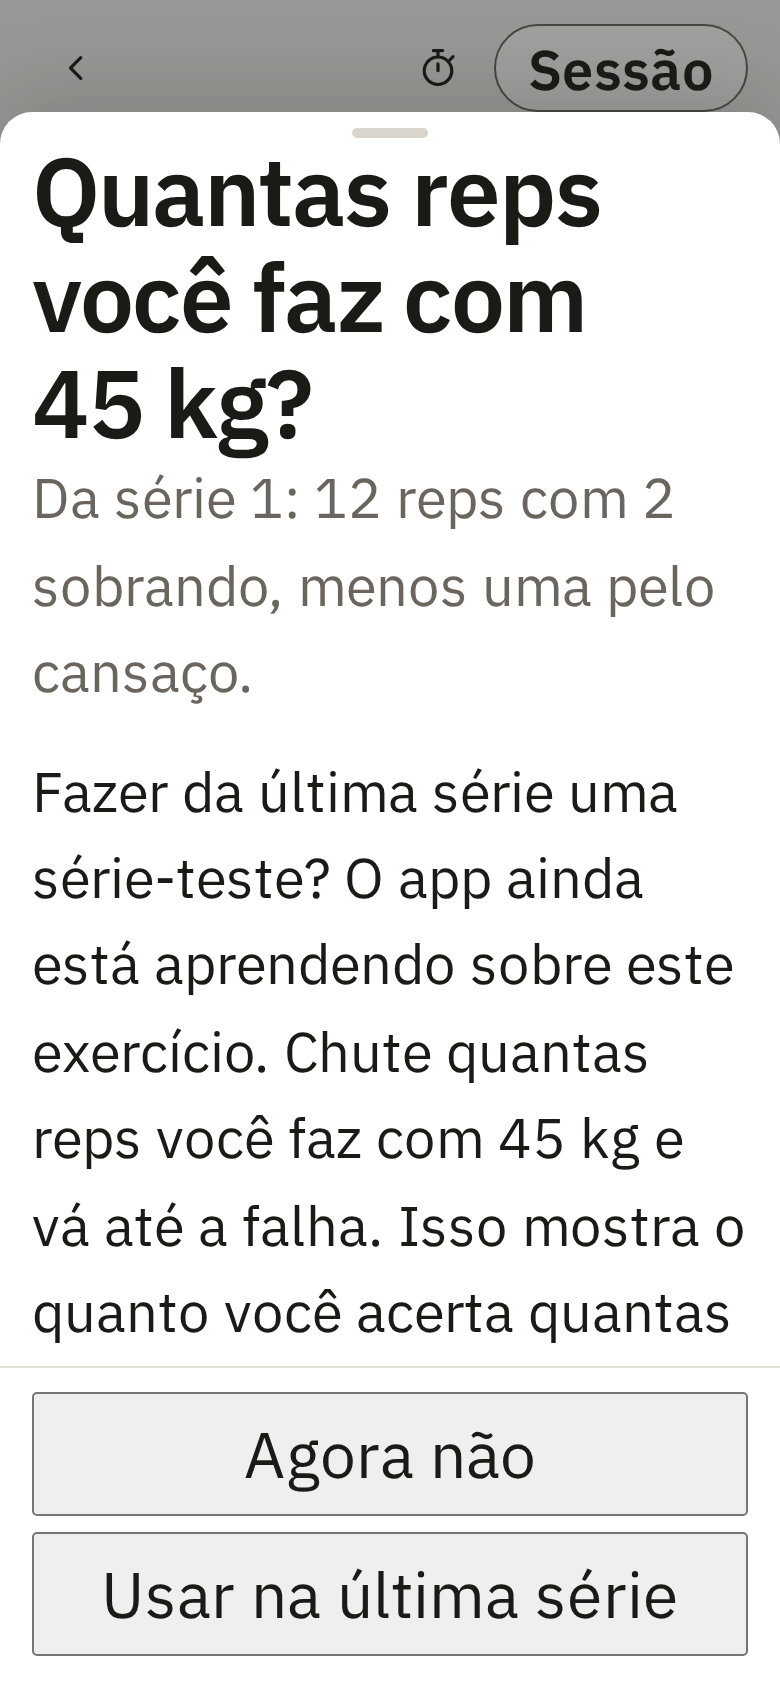 Sessão
Quantas reps
você faz com
45 kg?
Da série 1: 12 reps com 2
sobrando, menos uma pelo
cansaço.
Fazer da última série uma
série-teste? O app ainda
está aprendendo sobre este
exercício. Chute quantas
reps você faz com 45 kg e
vá até a falha. Isso mostra o
quanto você acerta quantas
Agora não
Usar na última série